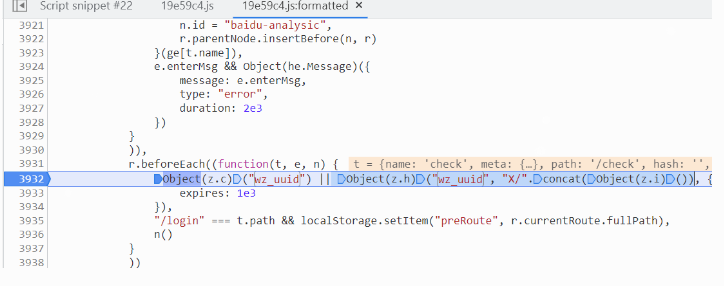 Script snippet #22 19e59c4.js 19e59c4.js:formatted ×
3921 n.id = "baidu-analysic",
3922 r.parentNode.insertBefore(n, r)
3923 }(ge[t.name]),
3924 e.enterMsg && Object(he.Message)({
3925 message: e.enterMsg,
3926 type: "error",
3927 duration: 2e3
3928 })
3929 }
3930 )),
3931 r.beforeEach((function(t, e, n) { t = {name: 'check', meta: {…}, path: '/check', hash: '',
3932 Object(z.c)("wz_uuid") || Object(z.h)("wz_uuid", "X/".concat(Object(z.i)()), {
3933 expires: 1e3
3934 }),
3935 "/login" === t.path && localStorage.setItem("preRoute", r.currentRoute.fullPath),
3936 n()
3937 }
3938 ))